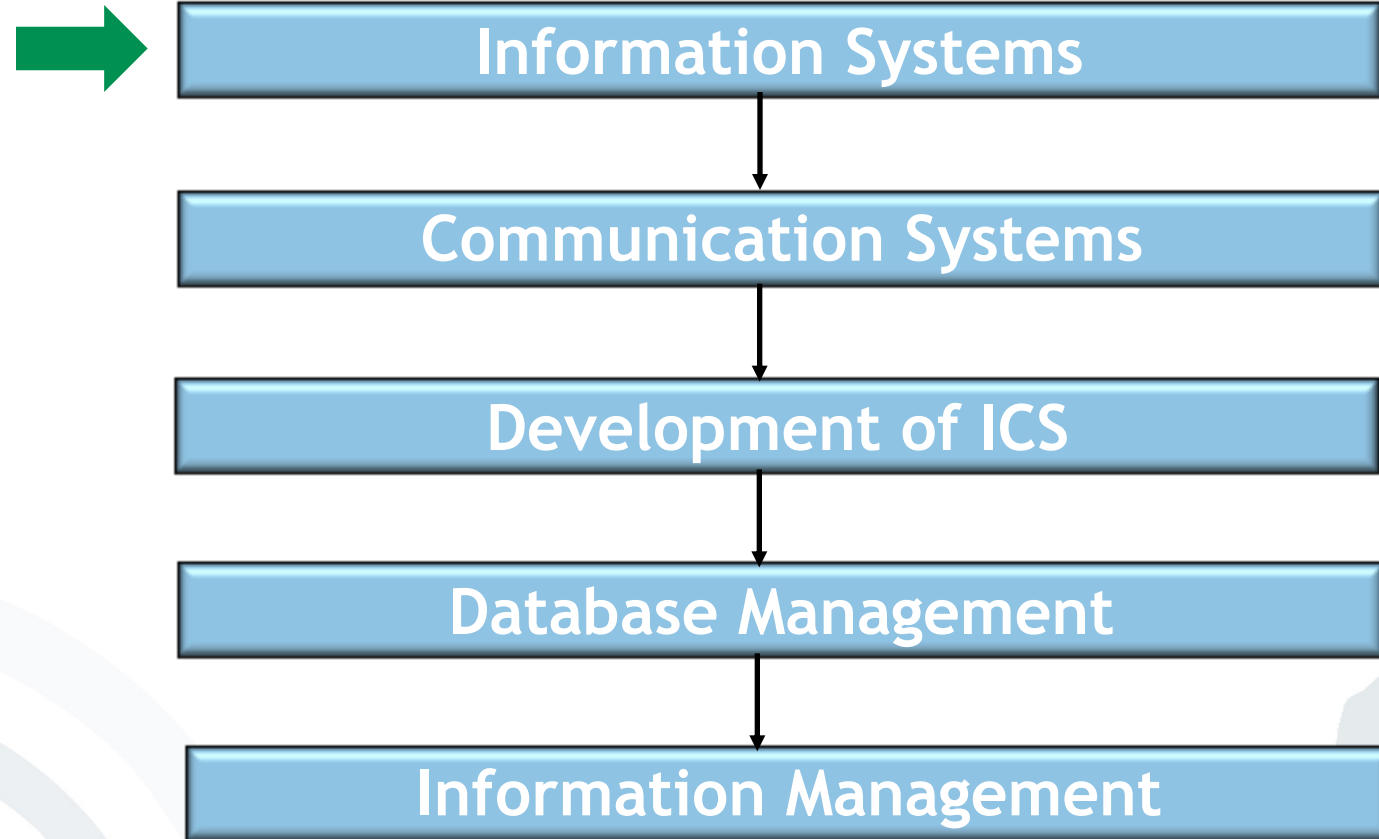 Information Systems
Communication Systems
Development of ICS
Database Management
Information Management